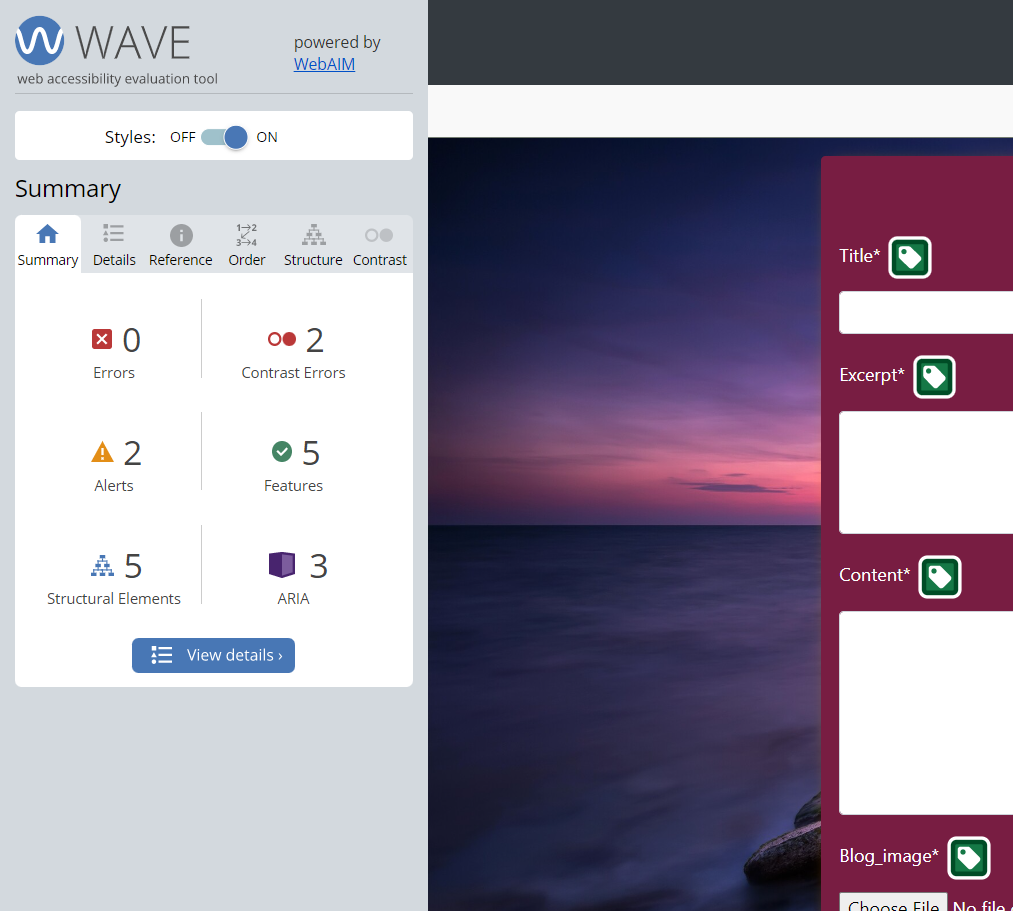 WAVE
web accessibility evaluation tool
powered by
WebAIM
Styles: OFF ON
Summary
Summary Details Reference Order Structure Contrast
0
Errors
2
Contrast Errors
2
Alerts
5
Features
5
Structural Elements
3
ARIA
View details ›
Title*
Excerpt*
Content*
Blog_image*
Choose File No file